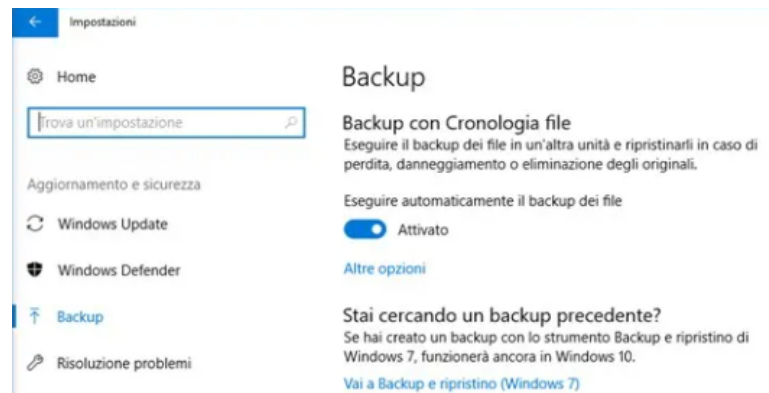 Impostazioni
Home
Trova un'impostazione
Aggiornamento e sicurezza
Windows Update
Windows Defender
Backup
Risoluzione problemi
Backup
Backup con Cronologia file
Eseguire il backup dei file in un'altra unità e ripristinarli in caso di
perdita, danneggiamento o eliminazione degli originali.
Eseguire automaticamente il backup dei file
Attivato
Altre opzioni
Stai cercando un backup precedente?
Se hai creato un backup con lo strumento Backup e ripristino di
Windows 7, funzionerà ancora in Windows 10.
Vai a Backup e ripristino (Windows 7)